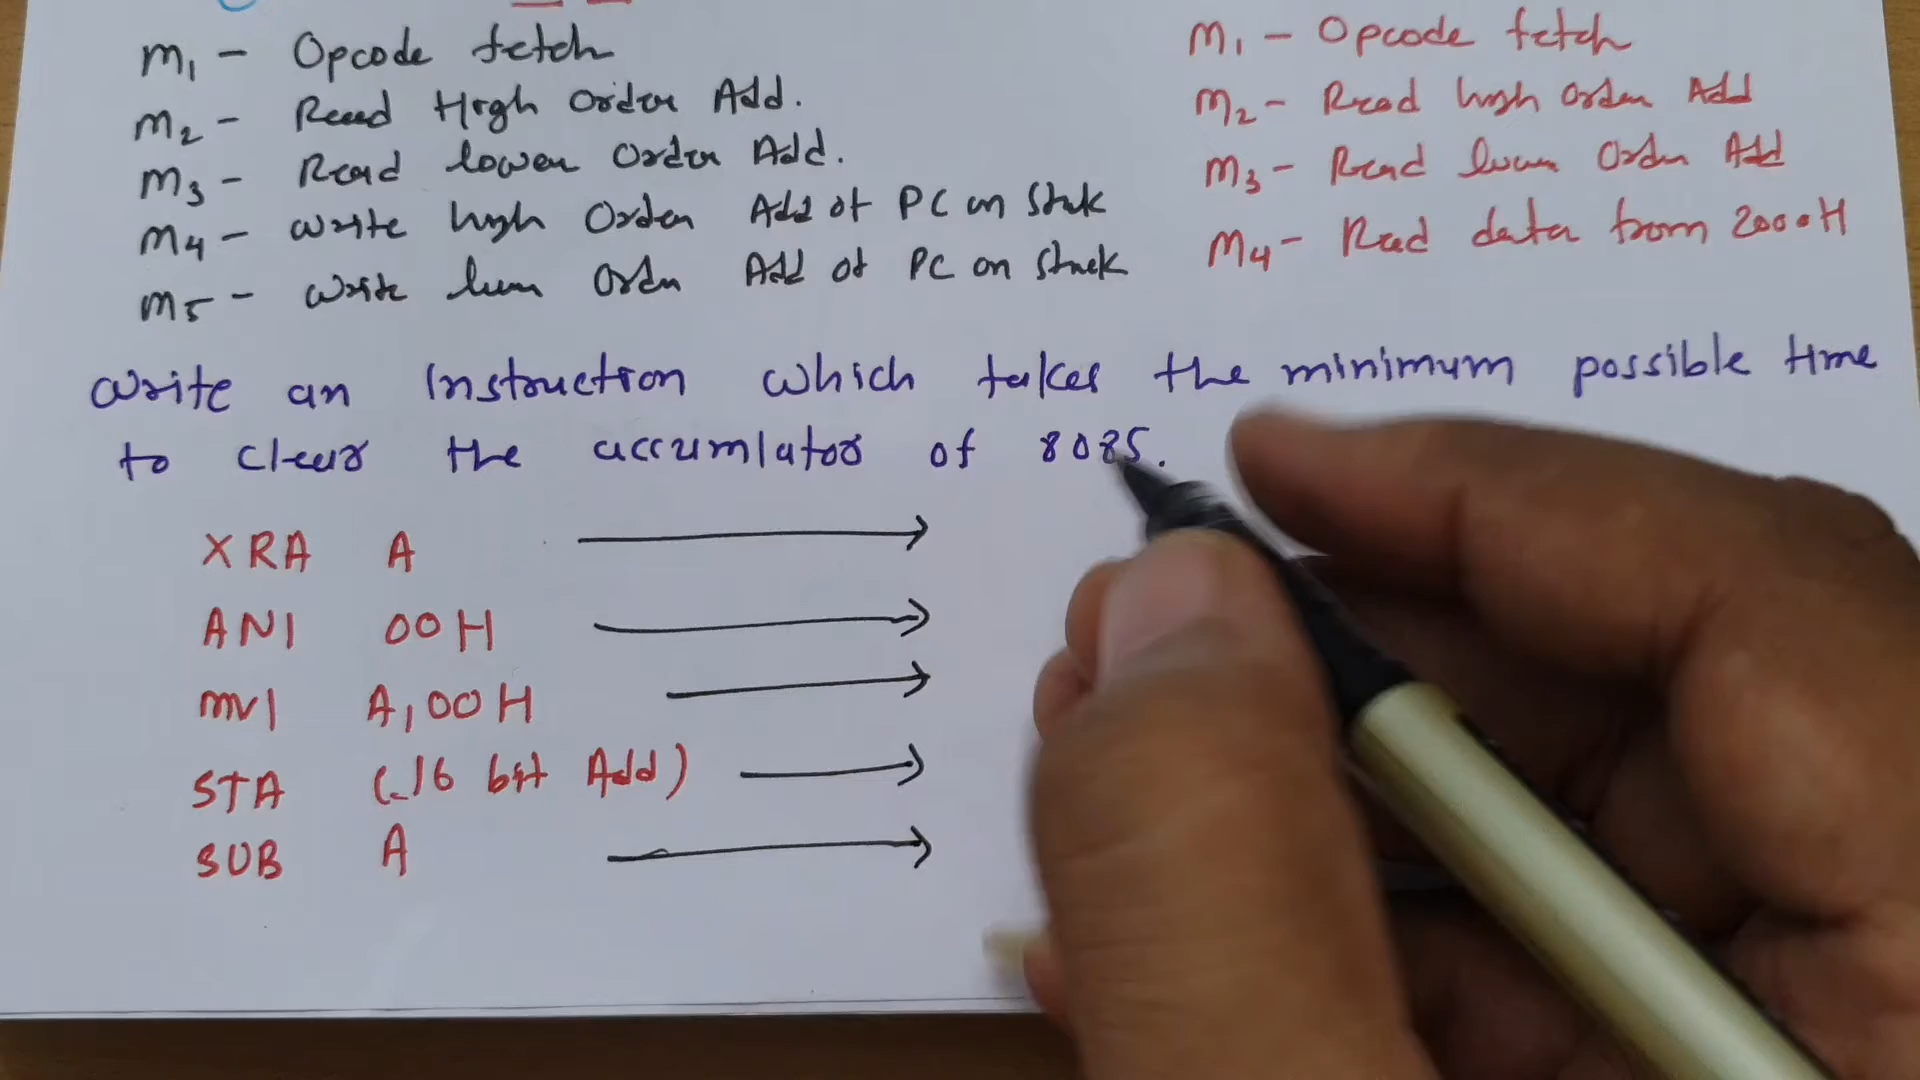 M1 - Opcode fetch
M2 - Read High Order Add.
M3 - Read lower Order Add.
M4 - write high Order Add of PC on Stak
M5 - write lower Order Add of PC on Stack
M1 - Opcode fetch
M2 - Read high Order Add
M3 - Read lower Order Add
M4 - Read data from 2000H
Write an Instruction which takes the minimum possible time
to clear the accumlator of 8085.
XRA A
ANI 00H
MVI A,00H
STA (16 bit Add)
SUB A